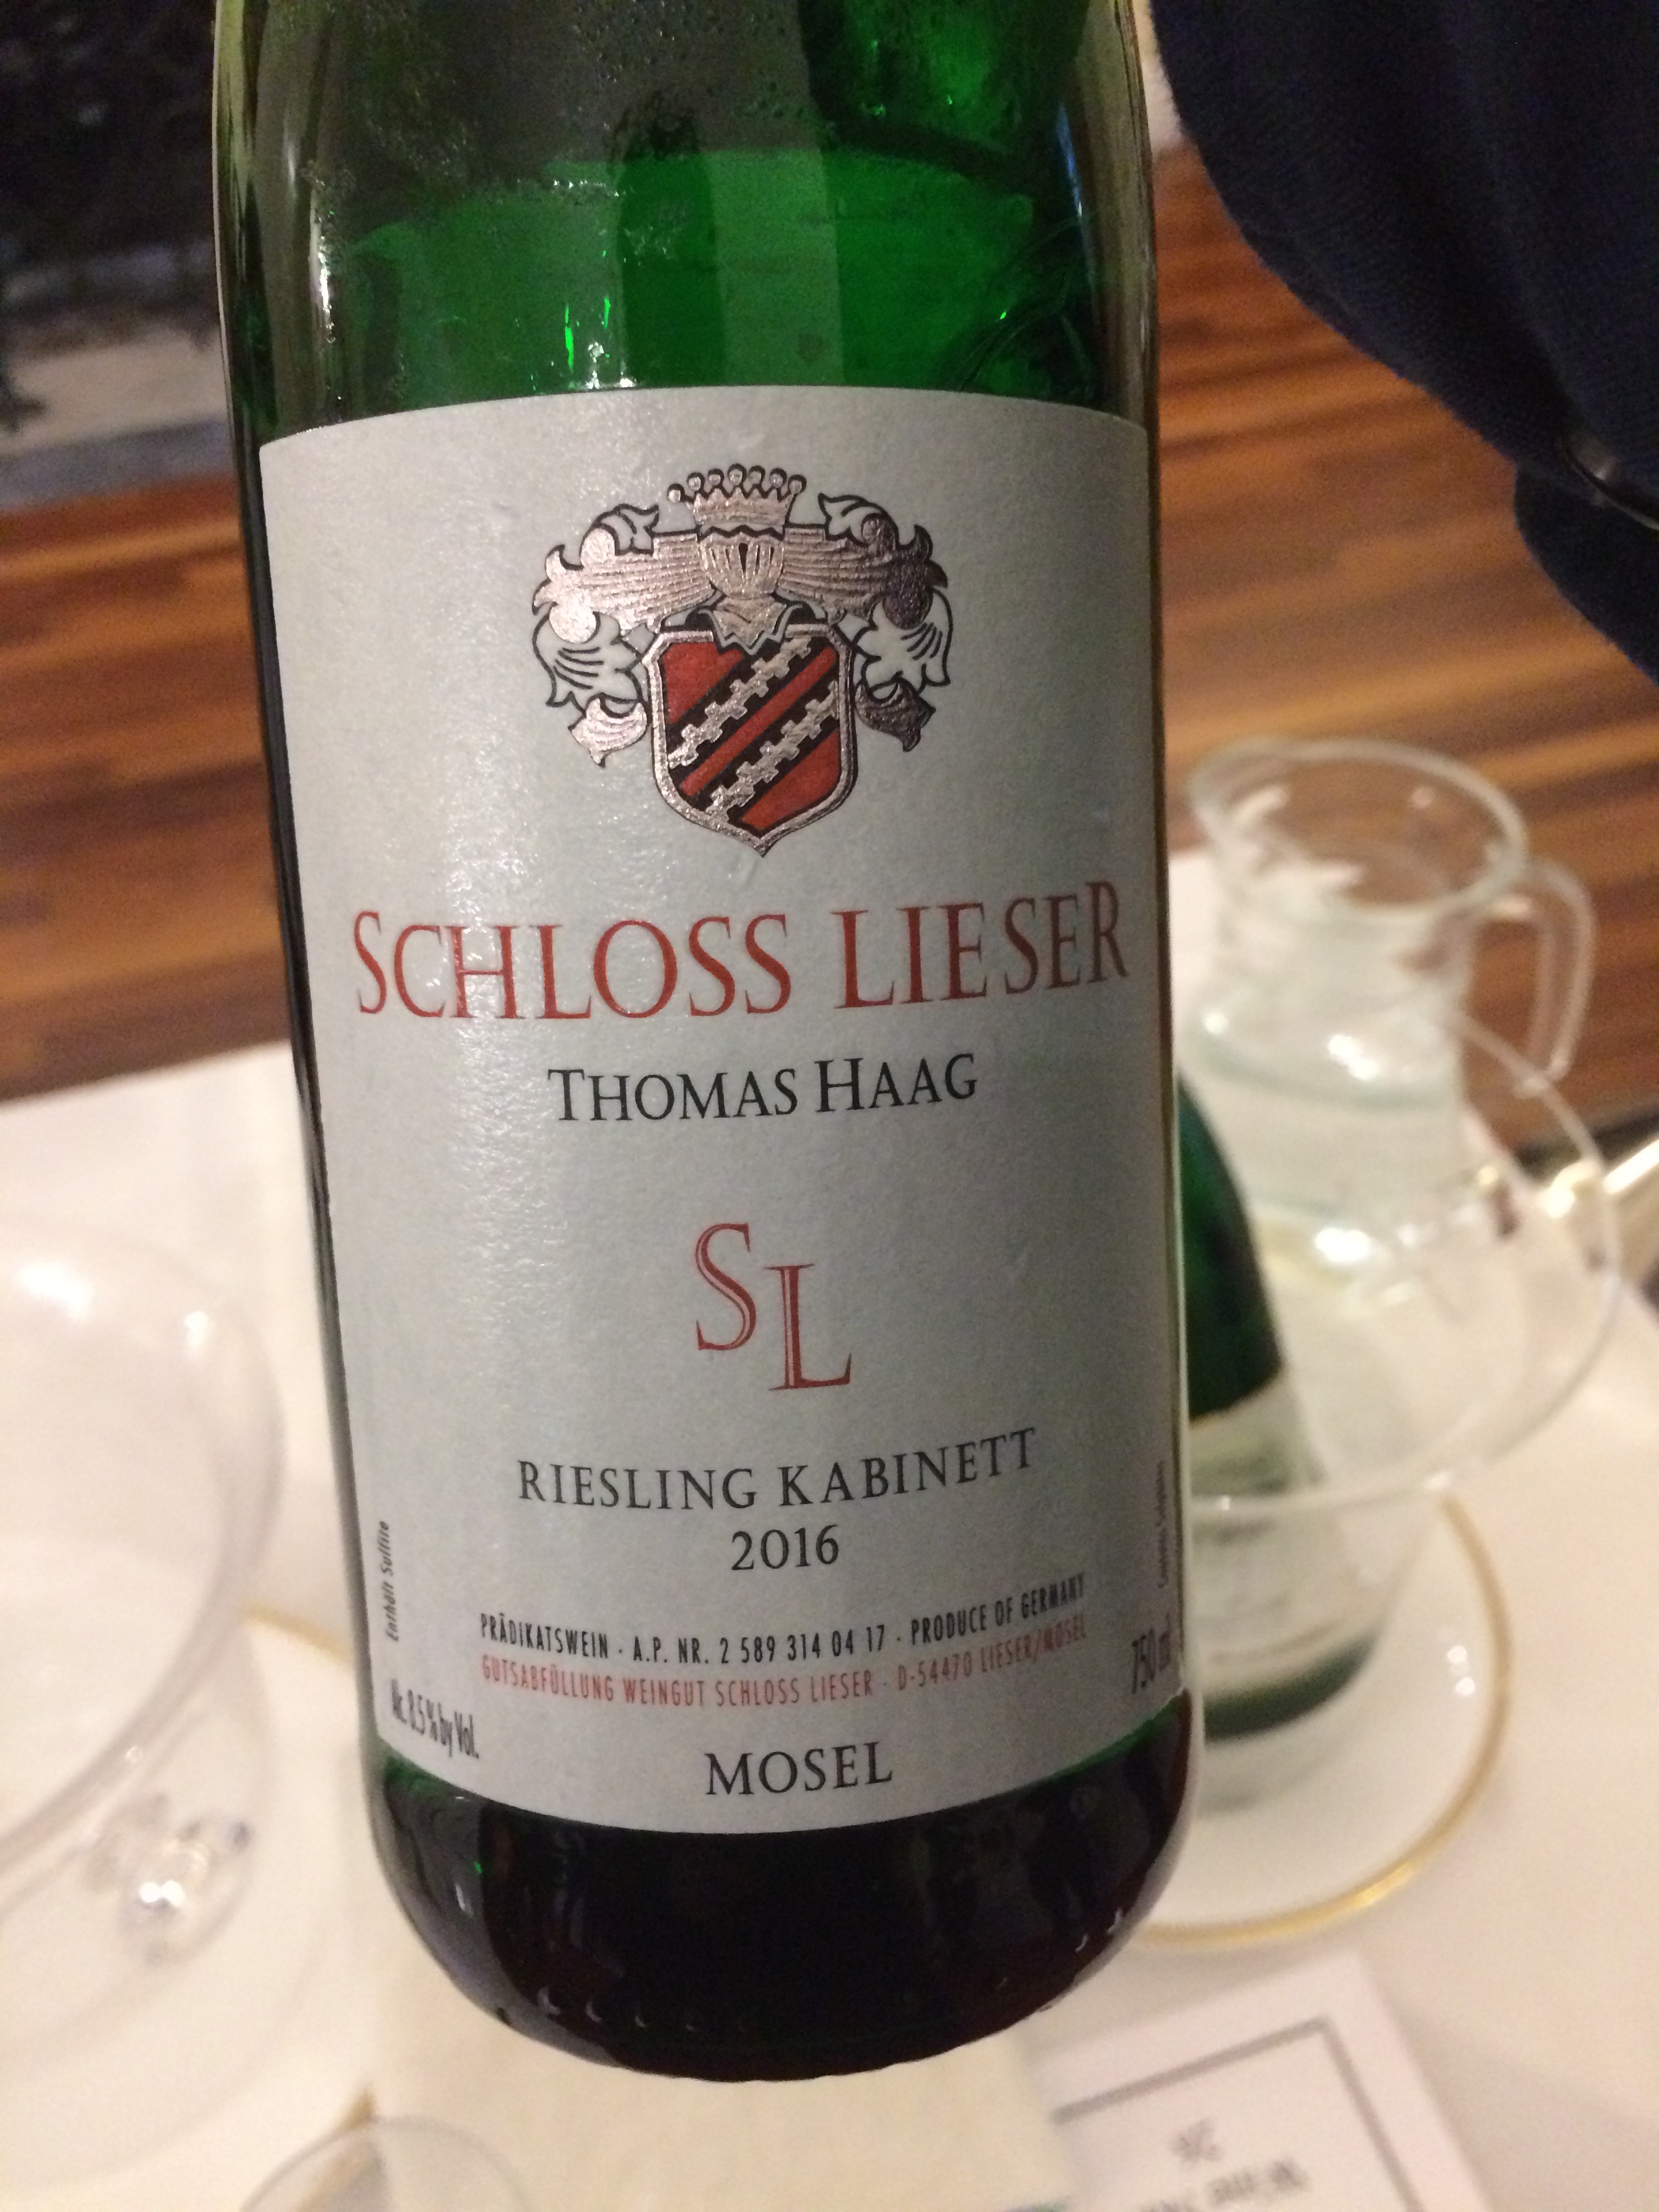 SCHLOSS LIESER
THOMAS HAAG
SL
RIESLING KABINETT
2016
PRÄDIKATSWEIN · A.P. NR. 2 589 314 04 17 · PRODUCE OF GERMANY
GUTSABFÜLLUNG WEINGUT SCHLOSS LIESER · D-54470 LIESER/MOSEL
Enthält Sulfite
Alc. 8.5% by Vol.
750 ml
MOSEL